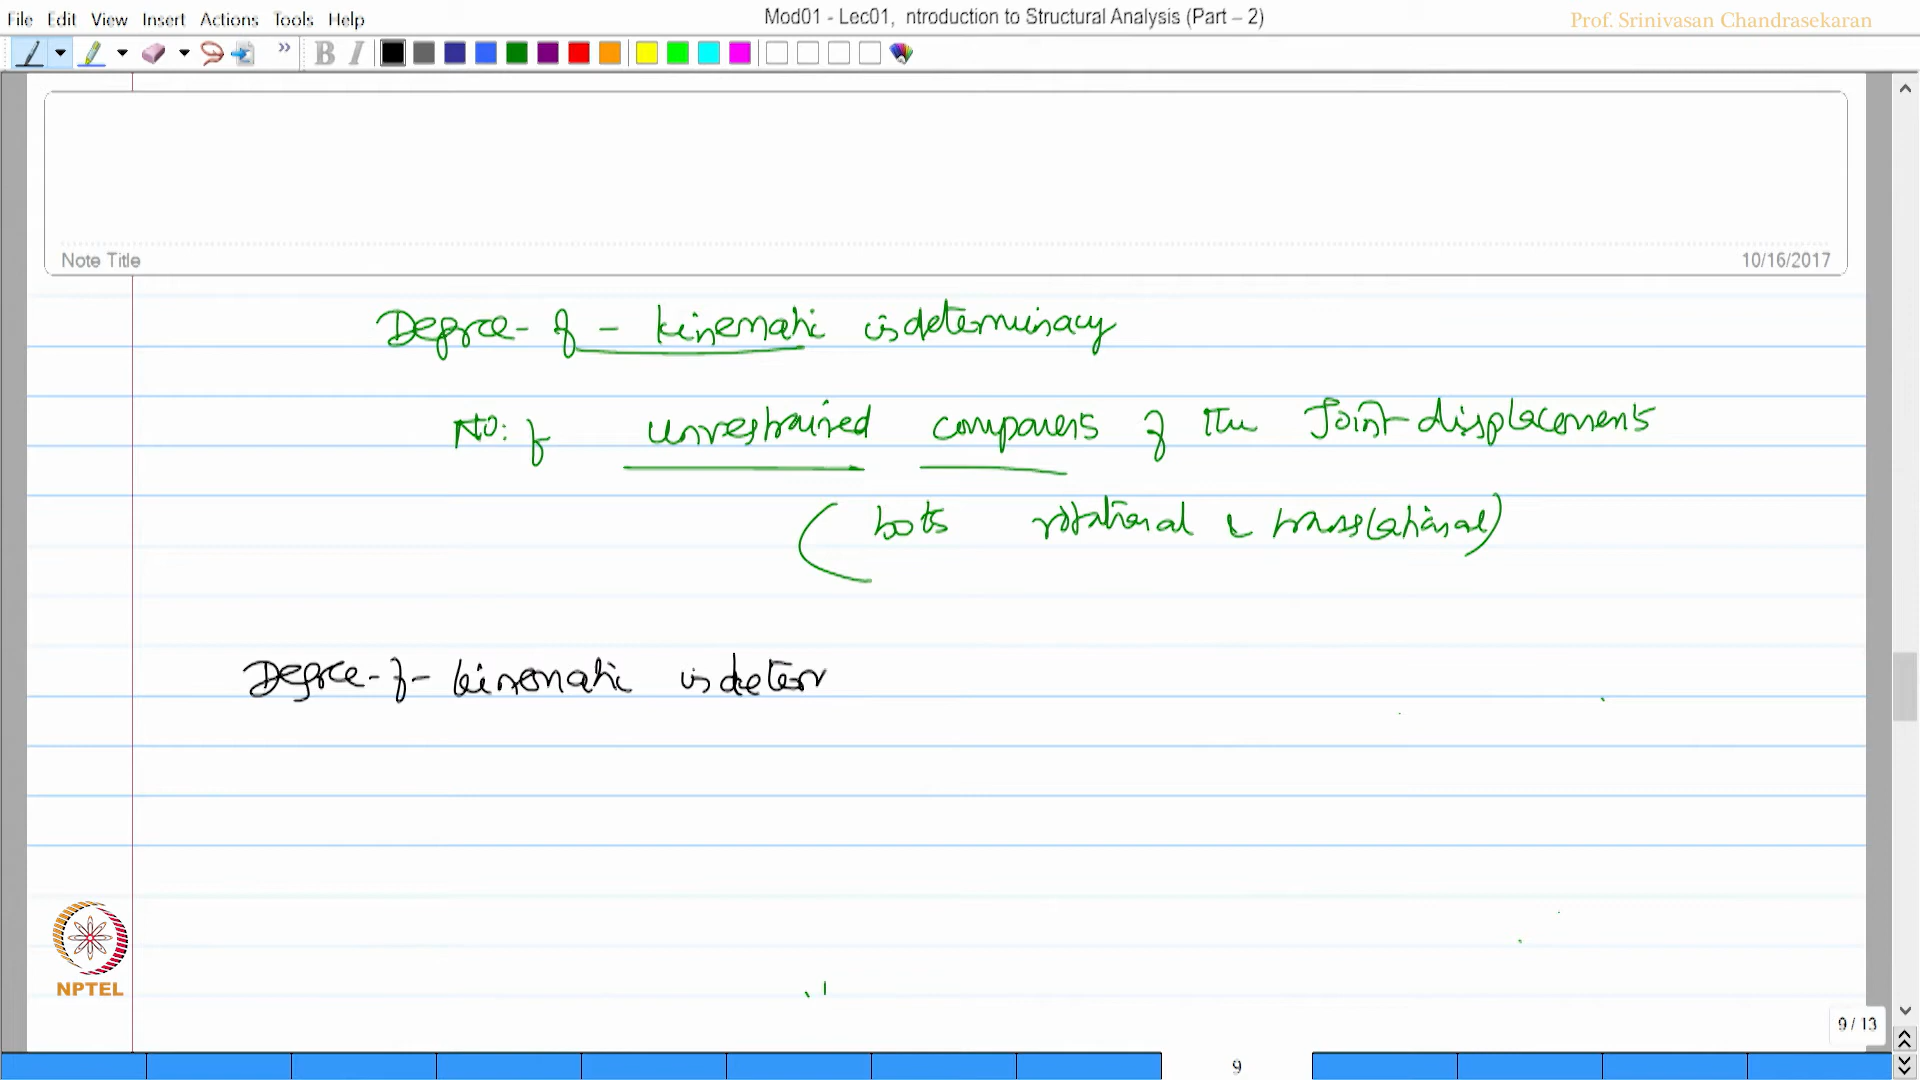 File Edit View Insert Actions Tools Help
Mod01 - Lec01, ntroduction to Structural Analysis (Part – 2)
Prof. Srinivasan Chandrasekaran
B I
Note Title
10/16/2017
Degree-of-kinematic indeterminacy
No: of unrestrained components of the Joint-displacements
(both rotational & translational)
Degree-of-kinematic indeterm
NPTEL
9 / 13
9